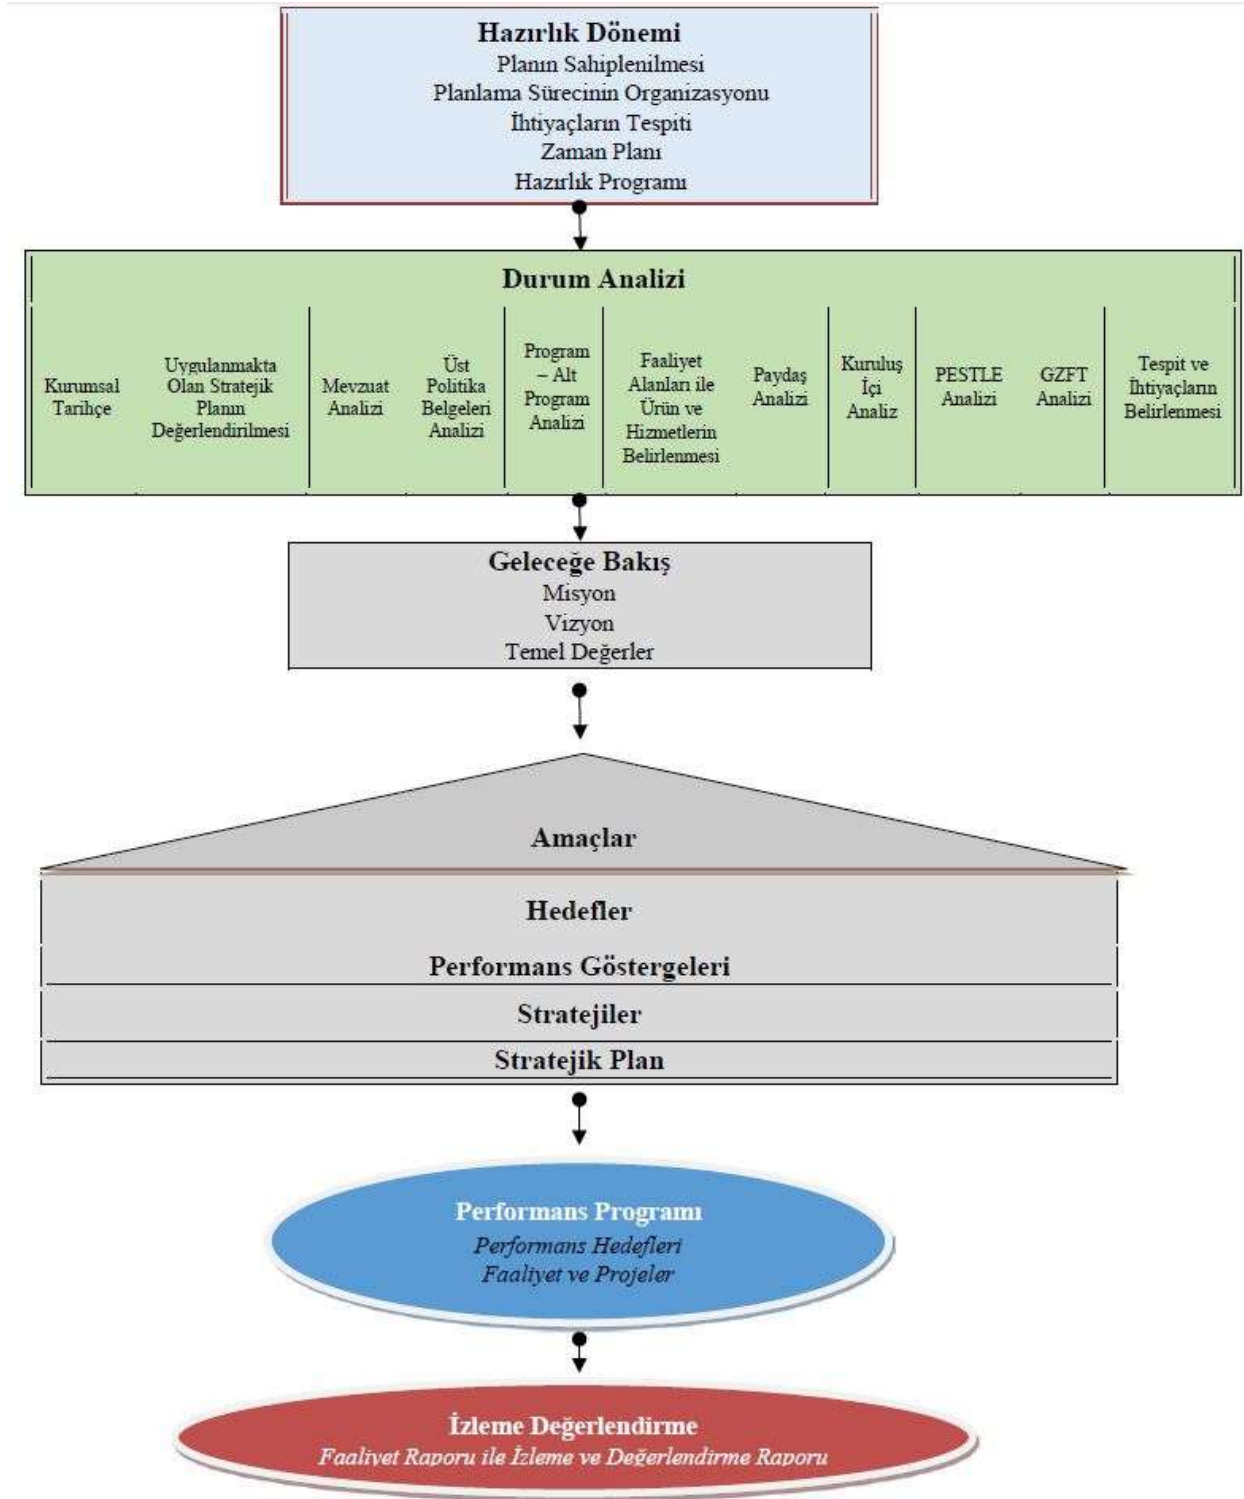 Hazırlık Dönemi
Planın Sahiplenilmesi
Planlama Sürecinin Organizasyonu
İhtiyaçların Tespiti
Zaman Planı
Hazırlık Programı
Durum Analizi
Kurumsal
Tarihçe
Uygulanmakta
Olan Stratejik
Planın
Değerlendirilmesi
Mevzuat
Analizi
Üst
Politika
Belgeleri
Analizi
Program
– Alt
Program
Analizi
Faaliyet
Alanları ile
Ürün ve
Hizmetlerin
Belirlenmesi
Paydaş
Analizi
Kuruluş
İçi
Analiz
PESTLE
Analizi
GZFT
Analizi
Tespit ve
İhtiyaçların
Belirlenmesi
Geleceğe Bakış
Misyon
Vizyon
Temel Değerler
Amaçlar
Hedefler
Performans Göstergeleri
Stratejiler
Stratejik Plan
Performans Programı
Performans Hedefleri
Faaliyet ve Projeler
İzleme Değerlendirme
Faaliyet Raporu ile İzleme ve Değerlendirme Raporu